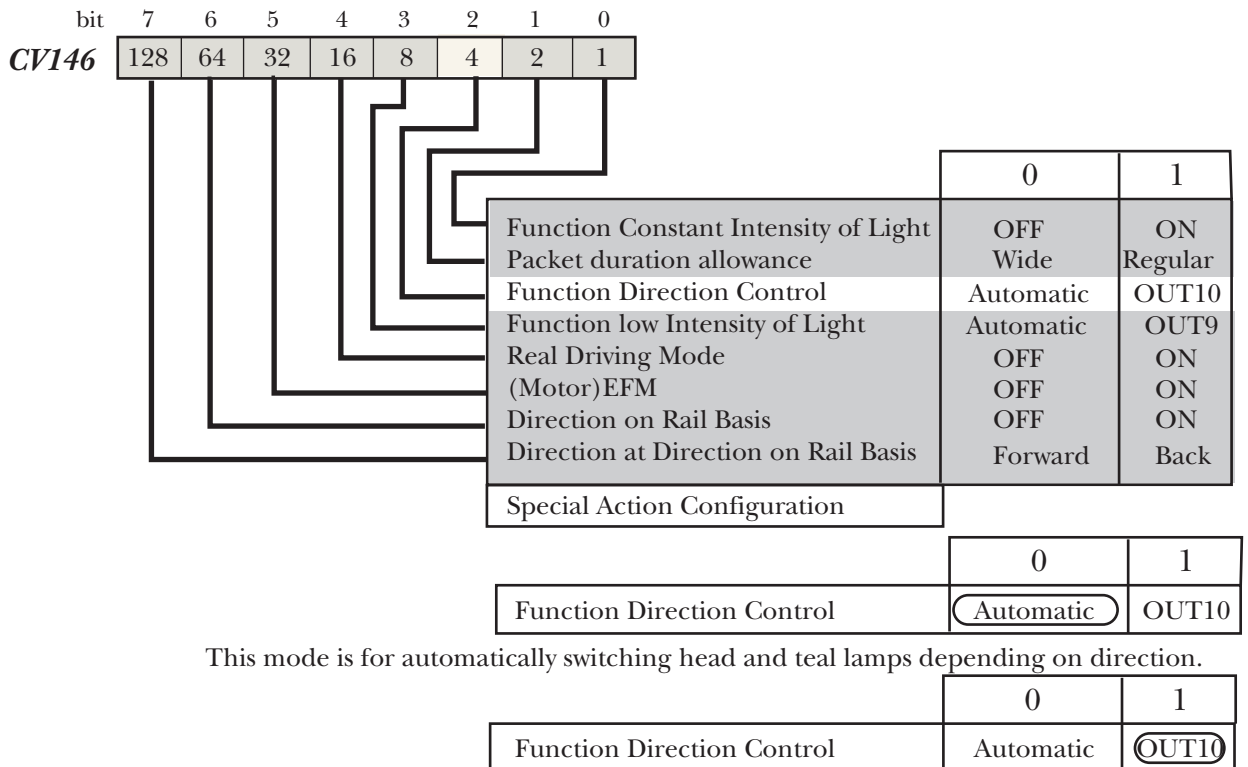 bit 7 6 5 4 3 2 1 0
CV146 128 64 32 16 8 4 2 1
0 1
Function Constant Intensity of Light OFF ON
Packet duration allowance Wide Regular
Function Direction Control Automatic OUT10
Function low Intensity of Light Automatic OUT9
Real Driving Mode OFF ON
(Motor)EFM OFF ON
Direction on Rail Basis OFF ON
Direction at Direction on Rail Basis Forward Back
Special Action Configuration
0 1
Function Direction Control Automatic OUT10
This mode is for automatically switching head and teal lamps depending on direction.
0 1
Function Direction Control Automatic OUT10